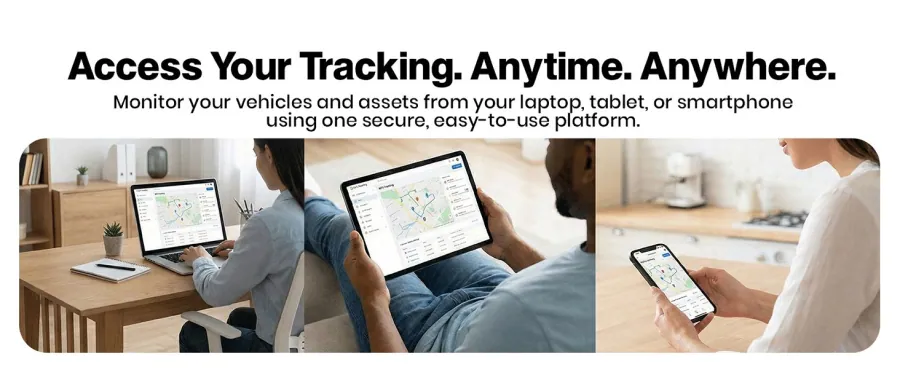 Access Your Tracking. Anytime. Anywhere.
Monitor your vehicles and assets from your laptop, tablet, or smartphone
using one secure, easy-to-use platform.